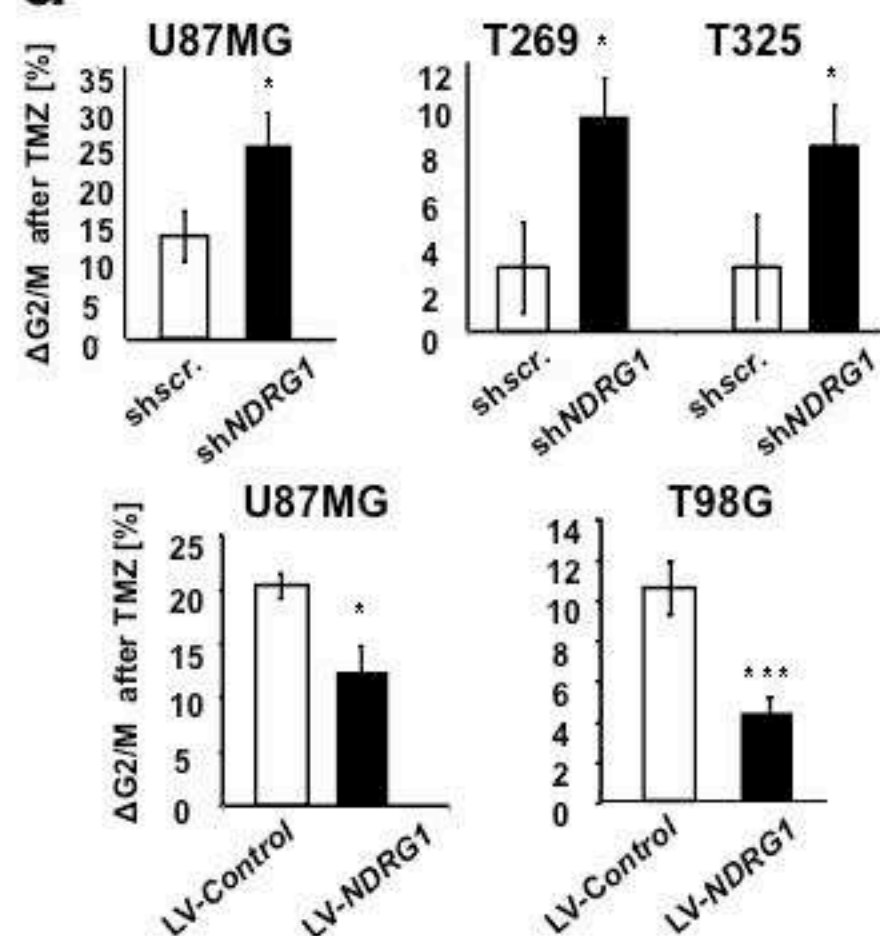 U87MG
T269 *
T325
*
*
ΔG2/M after TMZ [%]
35
30
25
20
15
10
5
0
12
10
8
6
4
2
0
shscr.
shNDRG1
shscr.
shNDRG1
shscr.
shNDRG1
U87MG
T98G
ΔG2/M after TMZ [%]
25
20
15
10
5
0
*
14
12
10
8
6
4
2
0
***
LV-Control
LV-NDRG1
LV-Control
LV-NDRG1